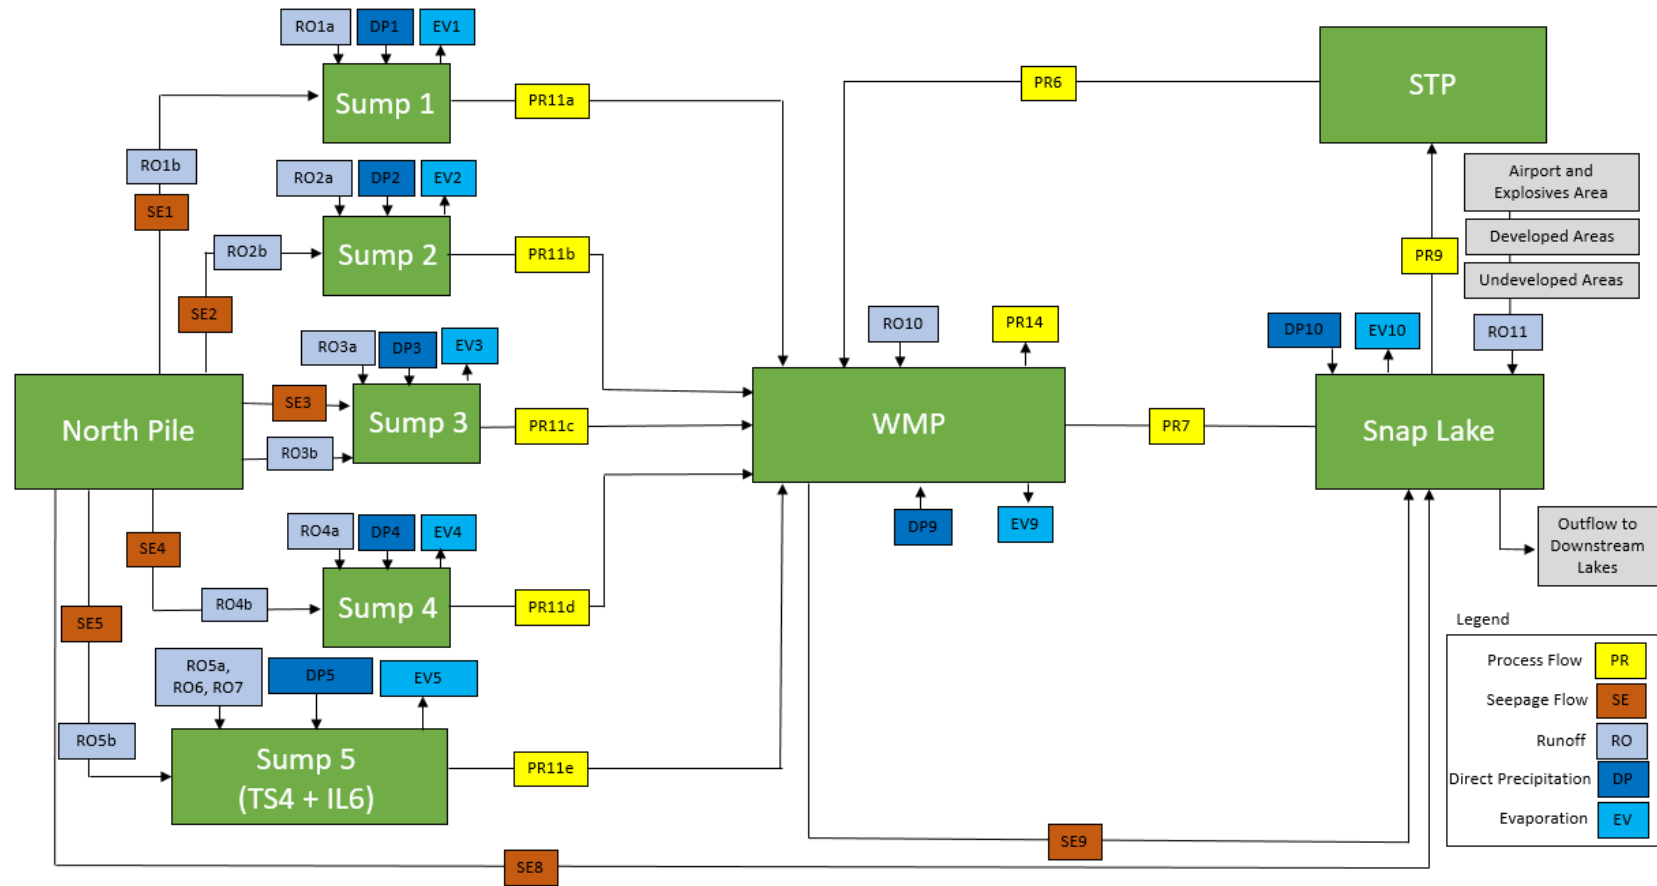 RO1a
DP1
EV1
Sump 1
PR11a
PR6
STP
RO1b
SE1
RO2a
DP2
EV2
Sump 2
PR11b
RO2b
SE2
Airport and
Explosives Area
Developed Areas
Undeveloped Areas
PR9
RO3a
DP3
EV3
RO10
PR14
DP10
EV10
RO11
North Pile
SE3
RO3b
Sump 3
PR11c
WMP
PR7
Snap Lake
RO4a
DP4
EV4
DP9
EV9
SE4
Outflow to
Downstream
Lakes
RO4b
Sump 4
PR11d
SE5
RO5a,
RO6, RO7
DP5
EV5
RO5b
Sump 5
(TS4 + IL6)
PR11e
SE9
SE8
Legend
Process Flow PR
Seepage Flow SE
Runoff RO
Direct Precipitation DP
Evaporation EV